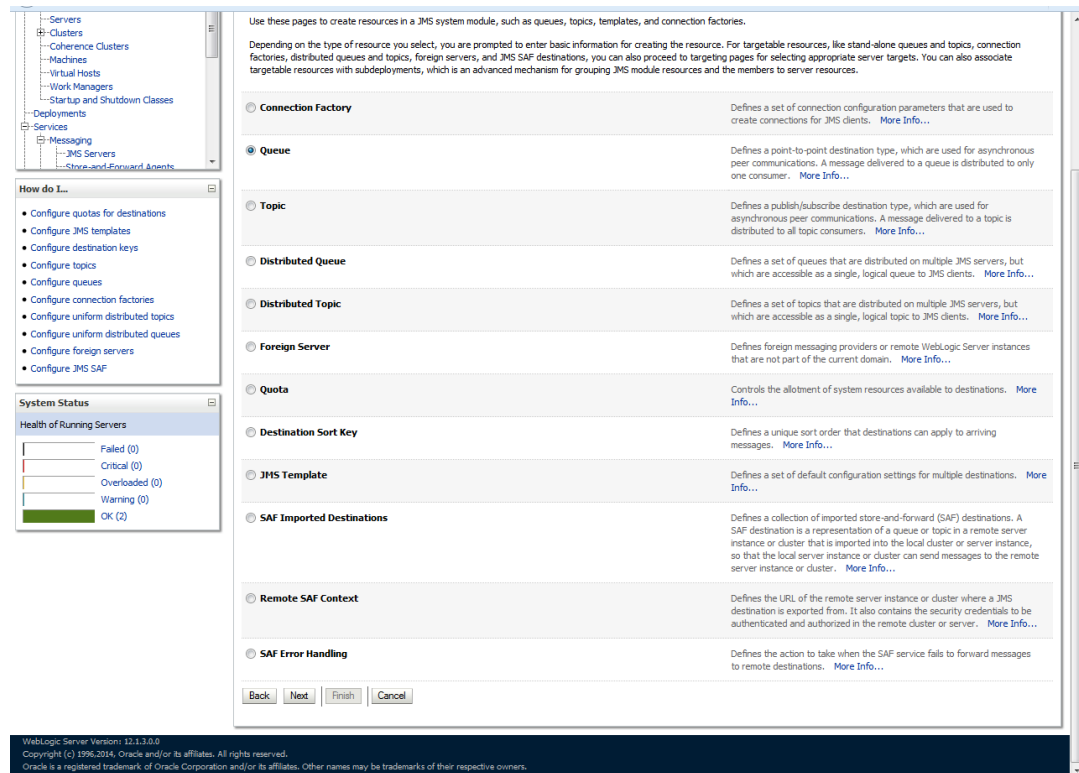 Servers
Clusters
Coherence Clusters
Machines
Virtual Hosts
Work Managers
Startup and Shutdown Classes
Deployments
Services
Messaging
JMS Servers
Store-and-Forward Agents
How do I...
Configure quotas for destinations
Configure JMS templates
Configure destination keys
Configure topics
Configure queues
Configure connection factories
Configure uniform distributed topics
Configure uniform distributed queues
Configure foreign servers
Configure JMS SAF
System Status
Health of Running Servers
Failed (0)
Critical (0)
Overloaded (0)
Warning (0)
OK (2)
Use these pages to create resources in a JMS system module, such as queues, topics, templates, and connection factories.
Depending on the type of resource you select, you are prompted to enter basic information for creating the resource. For targetable resources, like stand-alone queues and topics, connection
factories, distributed queues and topics, foreign servers, and JMS SAF destinations, you can also proceed to targeting pages for selecting appropriate server targets. You can also associate
targetable resources with subdeployments, which is an advanced mechanism for grouping JMS module resources and the members to server resources.
Connection Factory
Defines a set of connection configuration parameters that are used to
create connections for JMS clients. More Info...
Queue
Defines a point-to-point destination type, which are used for asynchronous
peer communications. A message delivered to a queue is distributed to only
one consumer. More Info...
Topic
Defines a publish/subscribe destination type, which are used for
asynchronous peer communications. A message delivered to a topic is
distributed to all topic consumers. More Info...
Distributed Queue
Defines a set of queues that are distributed on multiple JMS servers, but
which are accessible as a single, logical queue to JMS clients. More Info...
Distributed Topic
Defines a set of topics that are distributed on multiple JMS servers, but
which are accessible as a single, logical topic to JMS clients. More Info...
Foreign Server
Defines foreign messaging providers or remote WebLogic Server instances
that are not part of the current domain. More Info...
Quota
Controls the allotment of system resources available to destinations. More
Info...
Destination Sort Key
Defines a unique sort order that destinations can apply to arriving
messages. More Info...
JMS Template
Defines a set of default configuration settings for multiple destinations. More
Info...
SAF Imported Destinations
Defines a collection of imported store-and-forward (SAF) destinations. A
SAF destination is a representation of a queue or topic in a remote server
instance or cluster that is imported into the local cluster or server instance,
so that the local server instance or cluster can send messages to the remote
server instance or cluster. More Info...
Remote SAF Context
Defines the URL of the remote server instance or cluster where a JMS
destination is exported from. It also contains the security credentials to be
authenticated and authorized in the remote cluster or server. More Info...
SAF Error Handling
Defines the action to take when the SAF service fails to forward messages
to remote destinations. More Info...
Back Next Finish Cancel
WebLogic Server Version: 12.1.3.0.0
Copyright (c) 1996,2014, Oracle and/or its affiliates. All rights reserved.
Oracle is a registered trademark of Oracle Corporation and/or its affiliates. Other names may be trademarks of their respective owners.